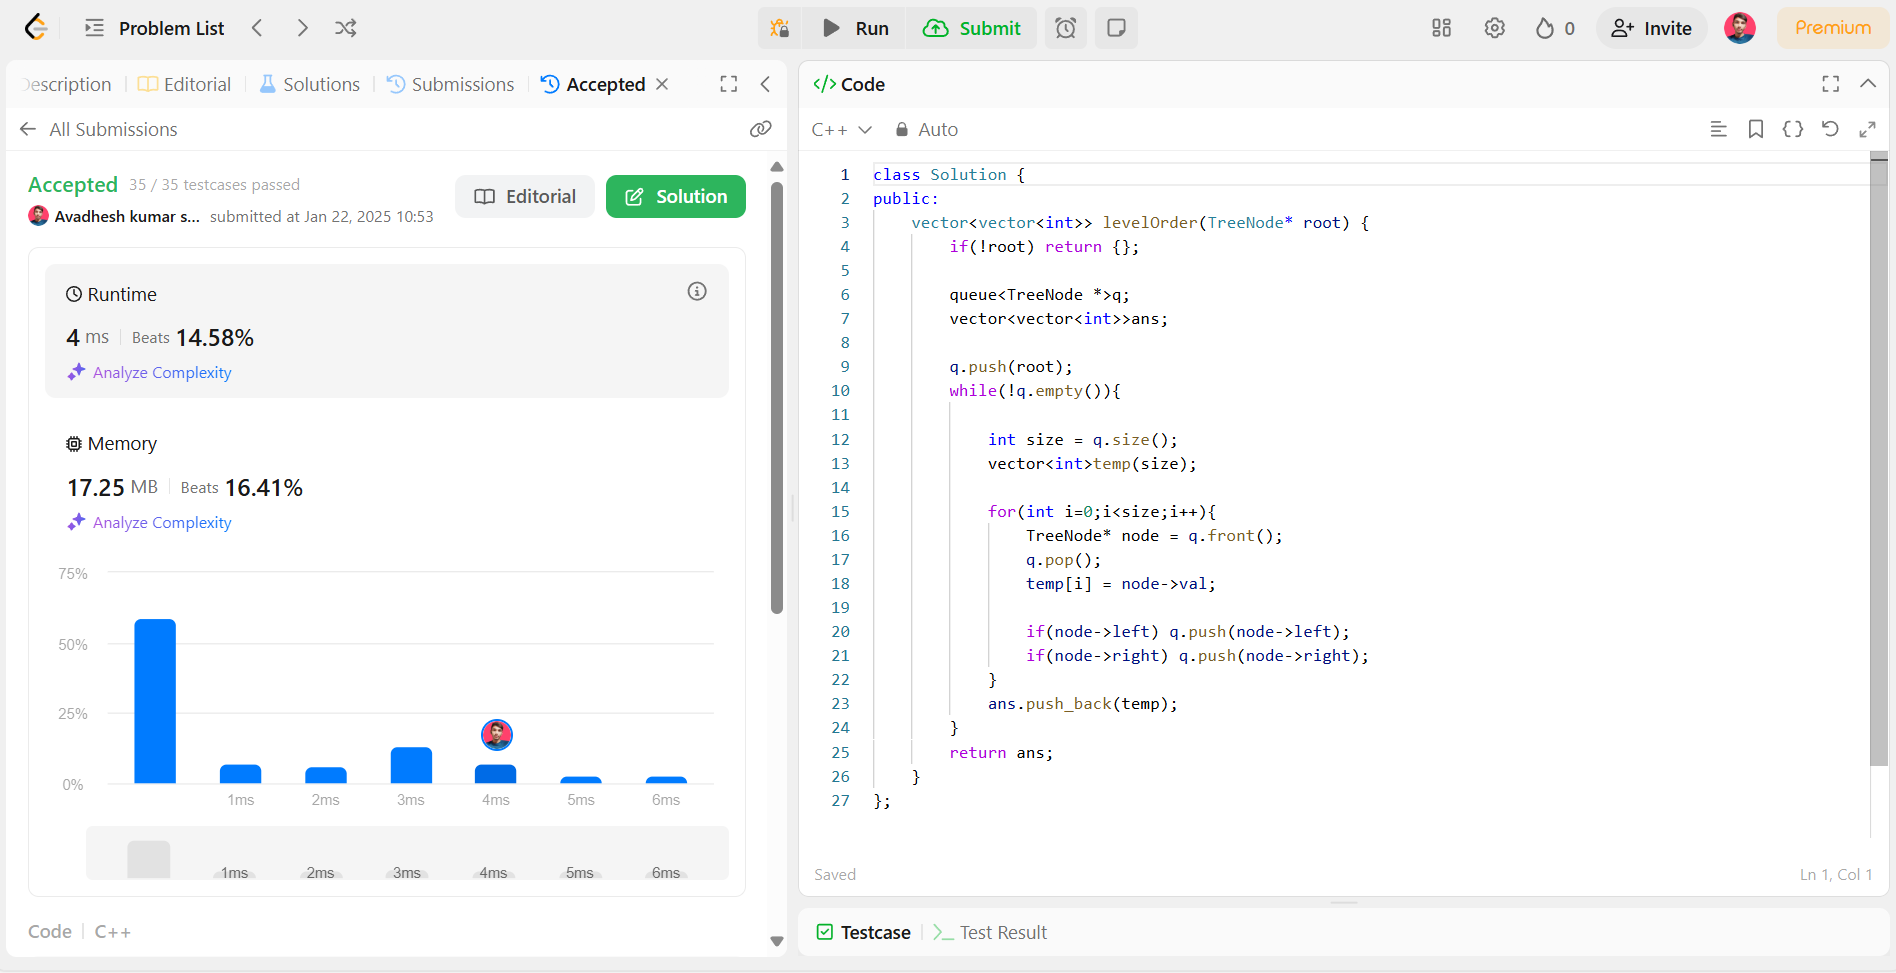 Problem List
Run
Submit
0
Invite
Premium
escription
Editorial
Solutions
Submissions
Accepted
All Submissions
Accepted 35 / 35 testcases passed
Avadhesh kumar s... submitted at Jan 22, 2025 10:53
Editorial
Solution
Runtime
4 ms Beats 14.58%
Analyze Complexity
Memory
17.25 MB Beats 16.41%
Analyze Complexity
75%
50%
25%
0%
1ms 2ms 3ms 4ms 5ms 6ms
1ms 2ms 3ms 4ms 5ms 6ms
Code C++
</> Code
C++ Auto
1 class Solution {
2 public:
3 vector<vector<int>> levelOrder(TreeNode* root) {
4 if(!root) return {};
5
6 queue<TreeNode *>q;
7 vector<vector<int>>ans;
8
9 q.push(root);
10 while(!q.empty()){
11
12 int size = q.size();
13 vector<int>temp(size);
14
15 for(int i=0;i<size;i++){
16 TreeNode* node = q.front();
17 q.pop();
18 temp[i] = node->val;
19
20 if(node->left) q.push(node->left);
21 if(node->right) q.push(node->right);
22 }
23 ans.push_back(temp);
24 }
25 return ans;
26 }
27 };
Saved
Ln 1, Col 1
Testcase
Test Result